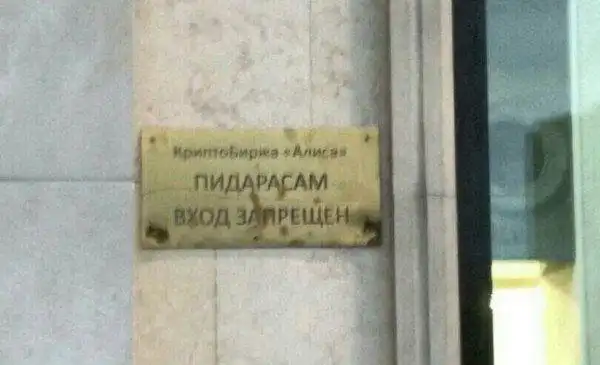 КриптоБиржа «Алиса»
ПИДАРАСАМ
ВХОД ЗАПРЕЩЕН